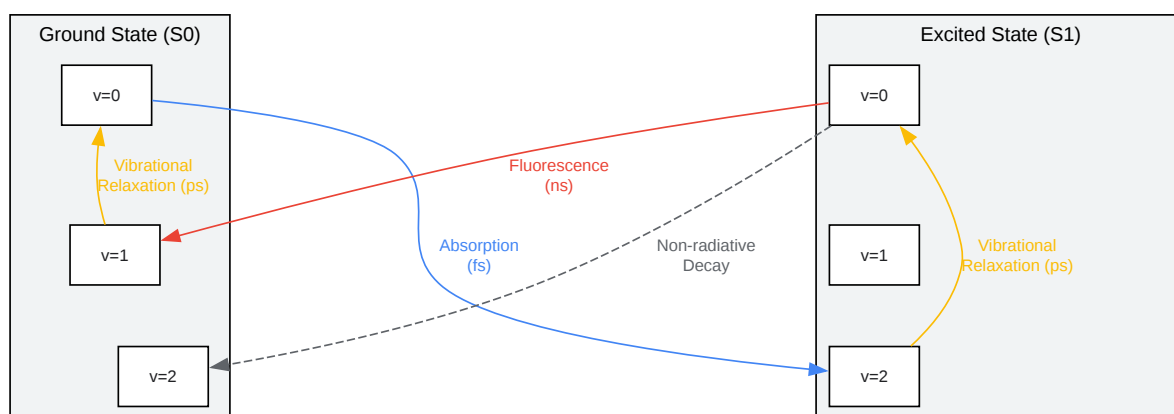 Ground State (S0)
Excited State (S1)
v=0
v=0
Vibrational
Relaxation (ps)
Fluorescence
(ns)
v=1
Absorption
(fs)
Non-radiative
Decay
v=1
Vibrational
Relaxation (ps)
v=2
v=2